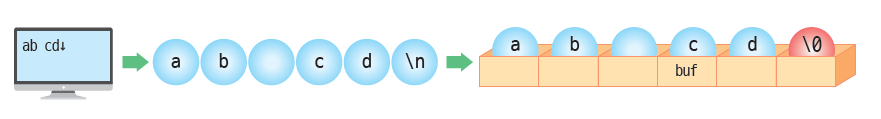 ab cd↓
a b c d \n
a b c d \0
buf